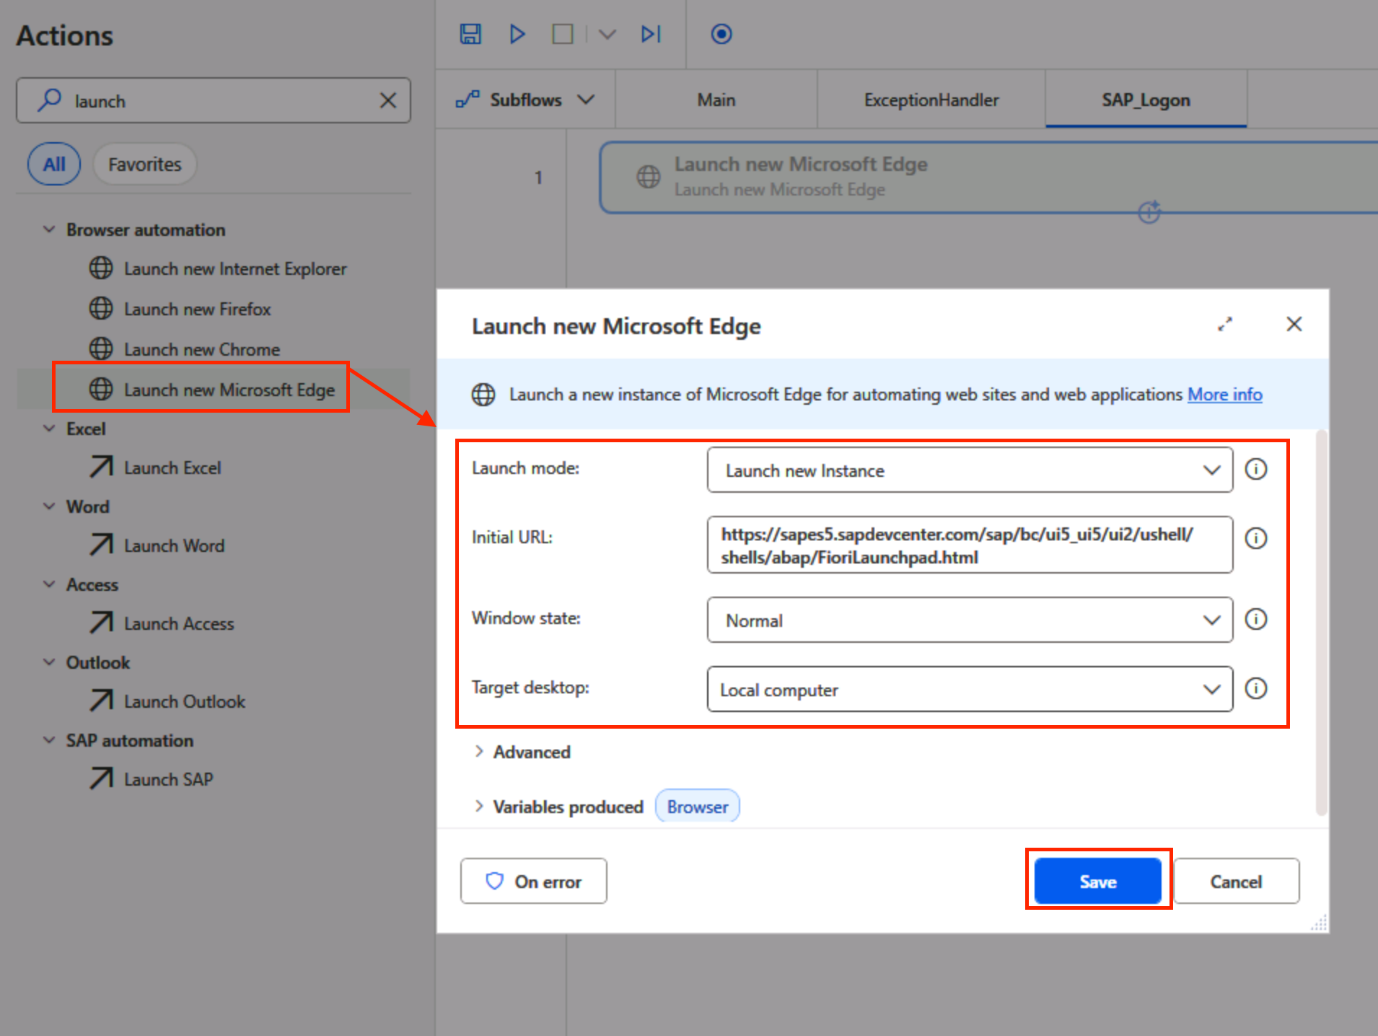 Actions
launch
All
Favorites
Browser automation
Launch new Internet Explorer
Launch new Firefox
Launch new Chrome
Launch new Microsoft Edge
Excel
Launch Excel
Word
Launch Word
Access
Launch Access
Outlook
Launch Outlook
SAP automation
Launch SAP
Subflows
Main
ExceptionHandler
SAP_Logon
1
Launch new Microsoft Edge
Launch new Microsoft Edge
Launch new Microsoft Edge
Launch a new instance of Microsoft Edge for automating web sites and web applications More info
Launch mode:
Launch new Instance
Initial URL:
https://sapes5.sapdevcenter.com/sap/bc/ui5_ui5/ui2/ushell/
shells/abap/FioriLaunchpad.html
Window state:
Normal
Target desktop:
Local computer
Advanced
Variables produced
Browser
On error
Save
Cancel